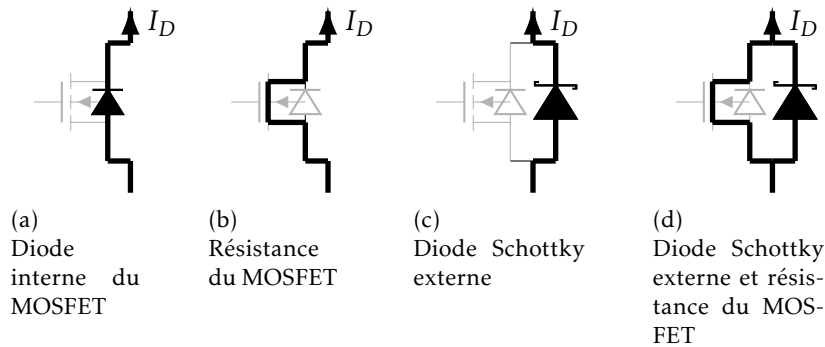 I_D
I_D
I_D
I_D
(a)
Diode
interne du
MOSFET
(b)
Résistance
du MOSFET
(c)
Diode Schottky
externe
(d)
Diode Schottky
externe et résis-
tance du MOS-
FET